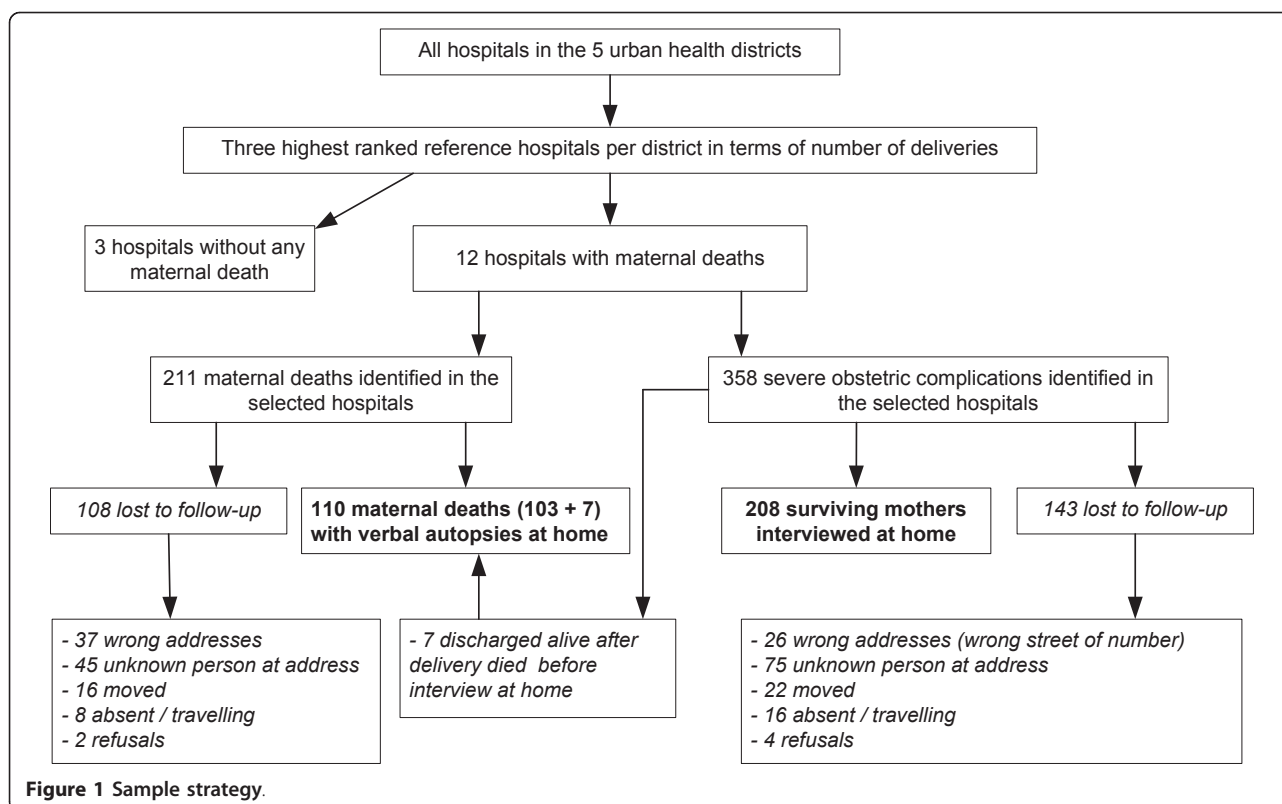 All hospitals in the 5 urban health districts
Three highest ranked reference hospitals per district in terms of number of deliveries
3 hospitals without any
maternal death
12 hospitals with maternal deaths
211 maternal deaths identified in the
selected hospitals
358 severe obstetric complications identified in
the selected hospitals
108 lost to follow-up
110 maternal deaths (103 + 7)
with verbal autopsies at home
208 surviving mothers
interviewed at home
143 lost to follow-up
- 37 wrong addresses
- 45 unknown person at address
- 16 moved
- 8 absent / travelling
- 2 refusals
- 7 discharged alive after
delivery died before
interview at home
- 26 wrong addresses (wrong street of number)
- 75 unknown person at address
- 22 moved
- 16 absent / travelling
- 4 refusals
Figure 1 Sample strategy.